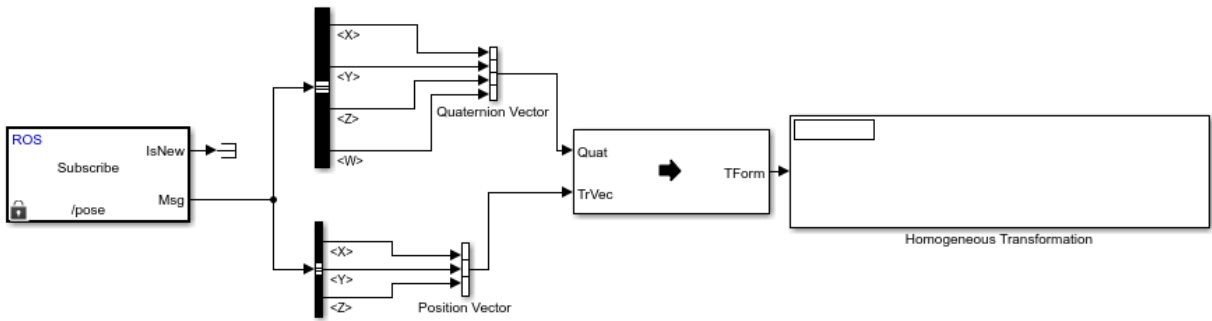 <X>
<Y>
<Z>
<W>
Quaternion Vector
ROS
Subscribe
/pose
IsNew
Msg
<X>
<Y>
<Z>
Position Vector
Quat
TrVec
TForm
Homogeneous Transformation